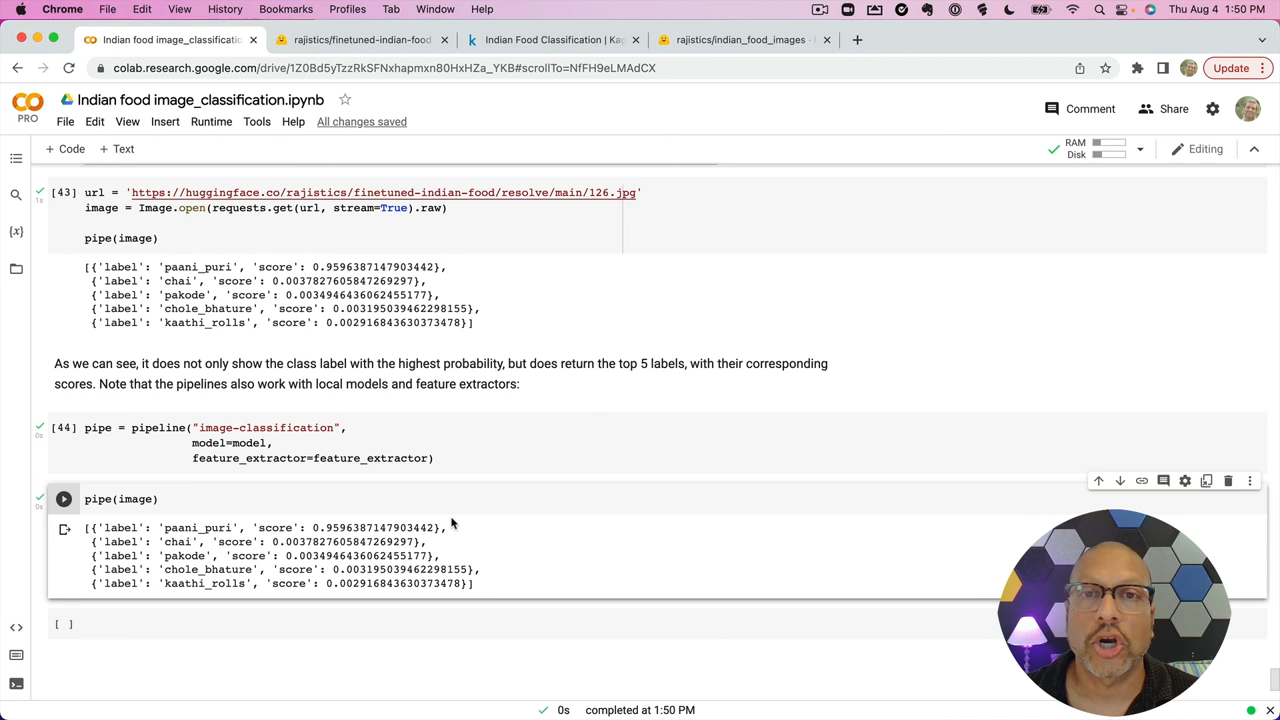 Chrome File Edit View History Bookmarks Profiles Tab Window Help Thu Aug 4 1:50 PM
Indian food image_classificatio rajistics/finetuned-indian-food Indian Food Classification | Kag rajistics/indian_food_images ·
colab.research.google.com/drive/1Z0Bd5yTzzRkSFNxhapmxn80HxHZa_YKB#scrollTo=NfFH9eLMAdCX Update
Indian food image_classification.ipynb
PRO
Comment Share
File Edit View Insert Runtime Tools Help All changes saved
+ Code + Text RAM Disk Editing
[43] url = 'https://huggingface.co/rajistics/finetuned-indian-food/resolve/main/126.jpg'
1s
image = Image.open(requests.get(url, stream=True).raw)
pipe(image)
[{'label': 'paani_puri', 'score': 0.9596387147903442},
{'label': 'chai', 'score': 0.0037827605847269297},
{'label': 'pakode', 'score': 0.0034946436062455177},
{'label': 'chole_bhature', 'score': 0.003195039462298155},
{'label': 'kaathi_rolls', 'score': 0.002916843630373478}]
As we can see, it does not only show the class label with the highest probability, but does return the top 5 labels, with their corresponding
scores. Note that the pipelines also work with local models and feature extractors:
[44] pipe = pipeline("image-classification",
0s
model=model,
feature_extractor=feature_extractor)
pipe(image)
0s
[{'label': 'paani_puri', 'score': 0.9596387147903442},
{'label': 'chai', 'score': 0.0037827605847269297},
{'label': 'pakode', 'score': 0.0034946436062455177},
{'label': 'chole_bhature', 'score': 0.003195039462298155},
{'label': 'kaathi_rolls', 'score': 0.002916843630373478}]
[ ]
0s completed at 1:50 PM